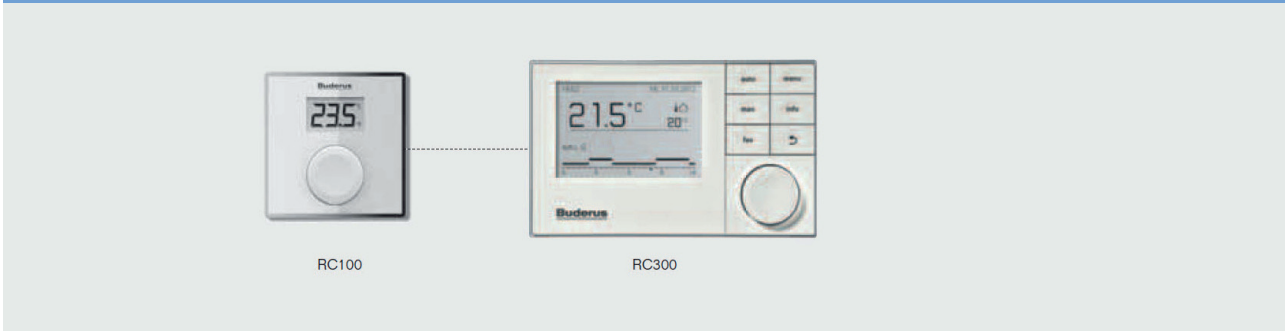 Buderus
23.5°
21.5°C
20°
auto
menu
man
info
fav
Buderus
RC100
RC300